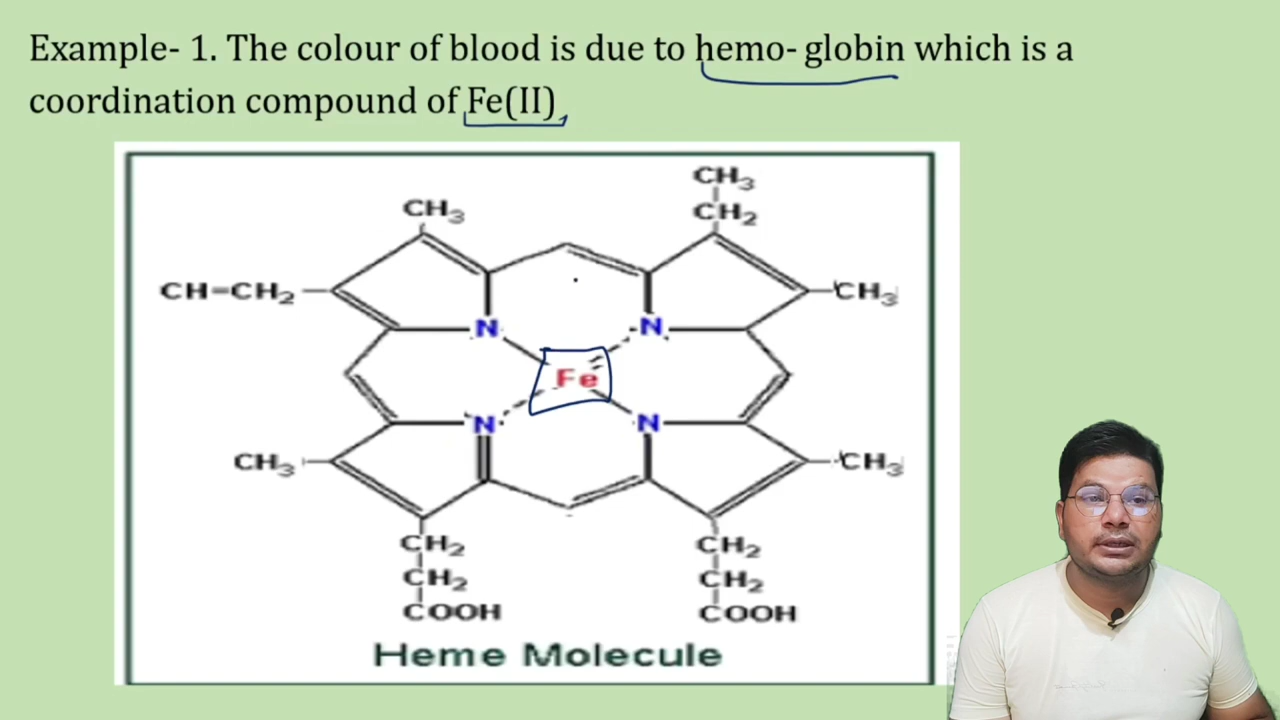 Example- 1. The colour of blood is due to hemo- globin which is a
coordination compound of Fe(II)
CH3
CH2
CH3
CH=CH2
CH3
N
N
Fe
N
N
CH3
CH3
CH2
CH2
CH2
CH2
COOH
COOH
Heme Molecule